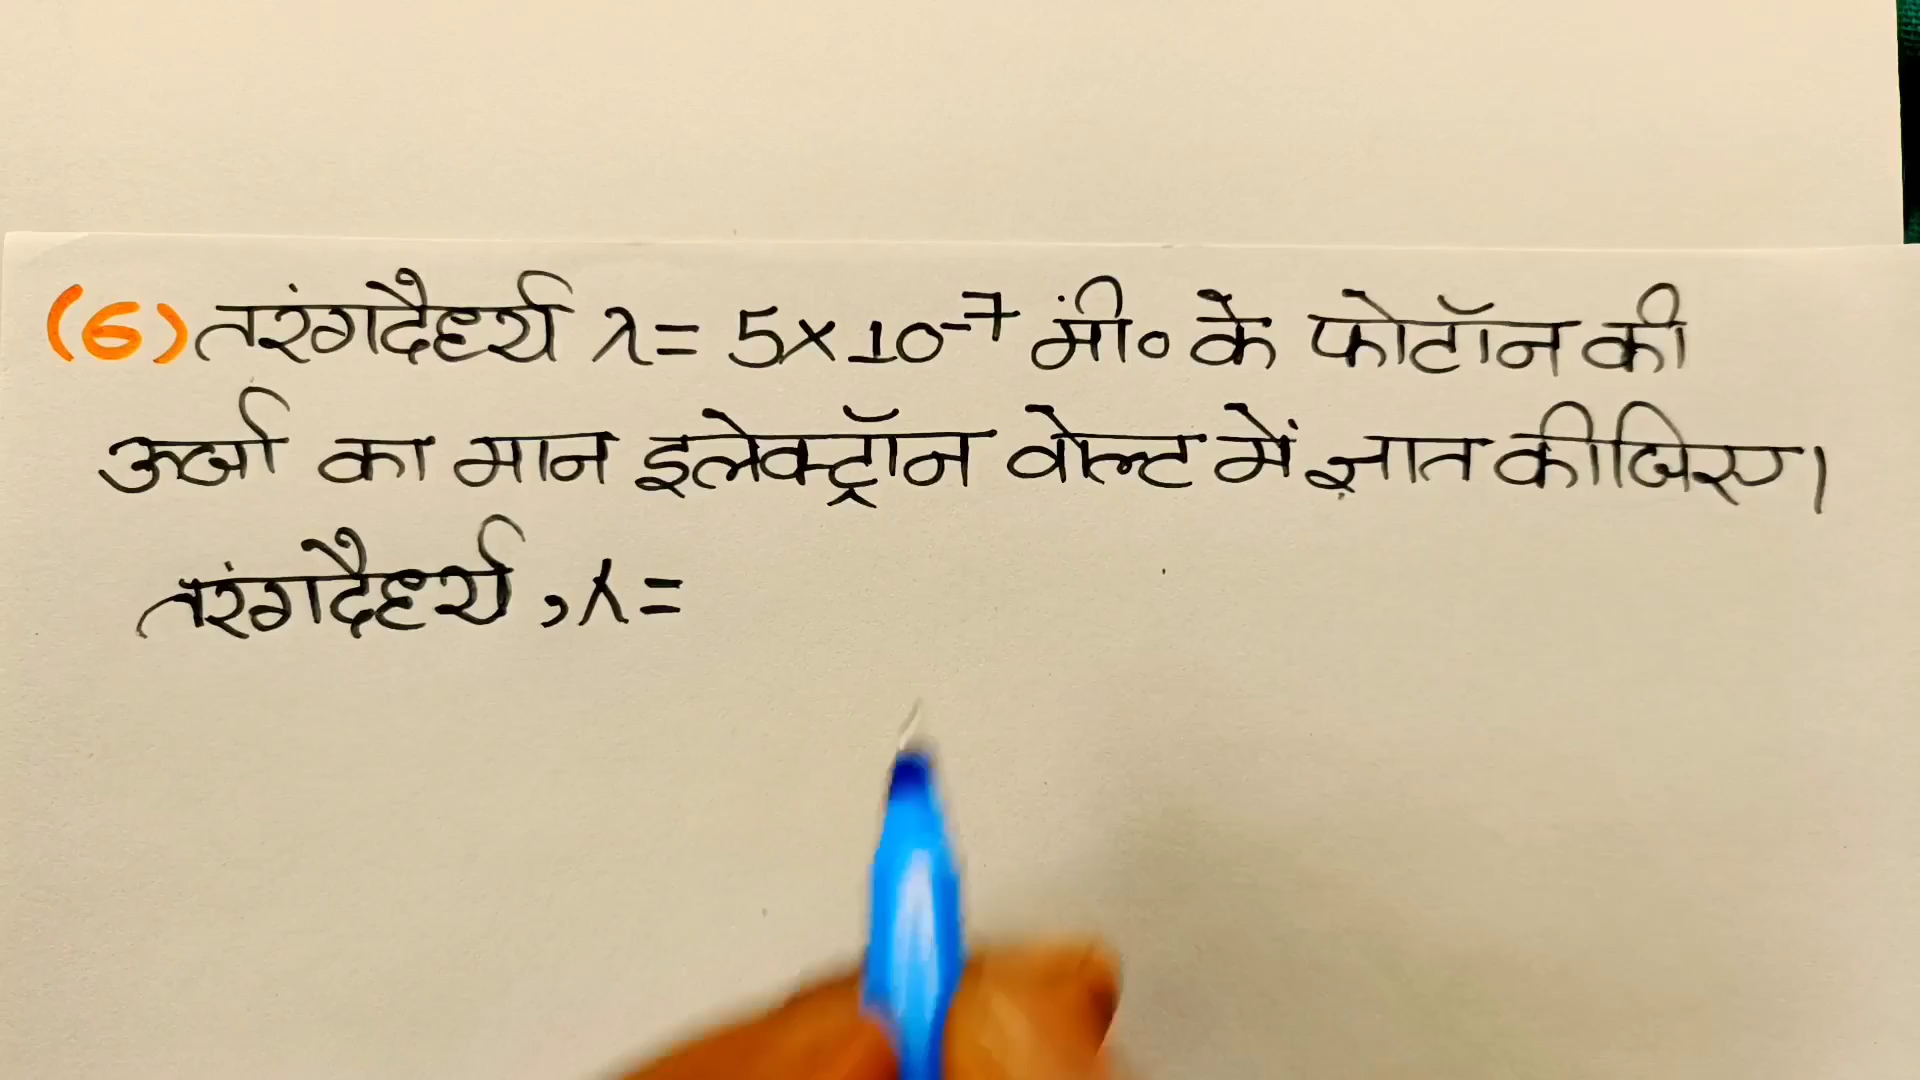 (6) तरंगदैर्ध्य λ = 5×10⁻⁷ मी० के फोटॉन की
ऊर्जा का मान इलेक्ट्रॉन वोल्ट में ज्ञात कीजिए।
तरंगदैर्ध्य, λ =